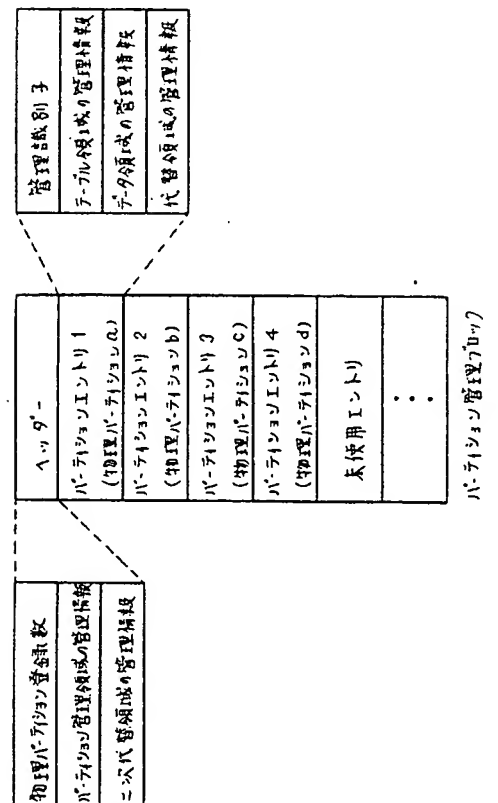 物理パーティション登録数
パーティション管理領域の管理情報
二次代替領域の管理情報
ヘッダー
パーティションエントリ1
(物理パーティションa)
パーティションエントリ2
(物理パーティションb)
パーティションエントリ3
(物理パーティションc)
パーティションエントリ4
(物理パーティションd)
未使用エントリ
・・・
パーティション管理ブロック
管理識別子
テーブル領域の管理情報
データ領域の管理情報
代替領域の管理情報